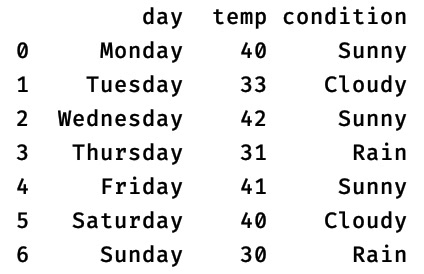 day temp condition
0 Monday 40 Sunny
1 Tuesday 33 Cloudy
2 Wednesday 42 Sunny
3 Thursday 31 Rain
4 Friday 41 Sunny
5 Saturday 40 Cloudy
6 Sunday 30 Rain